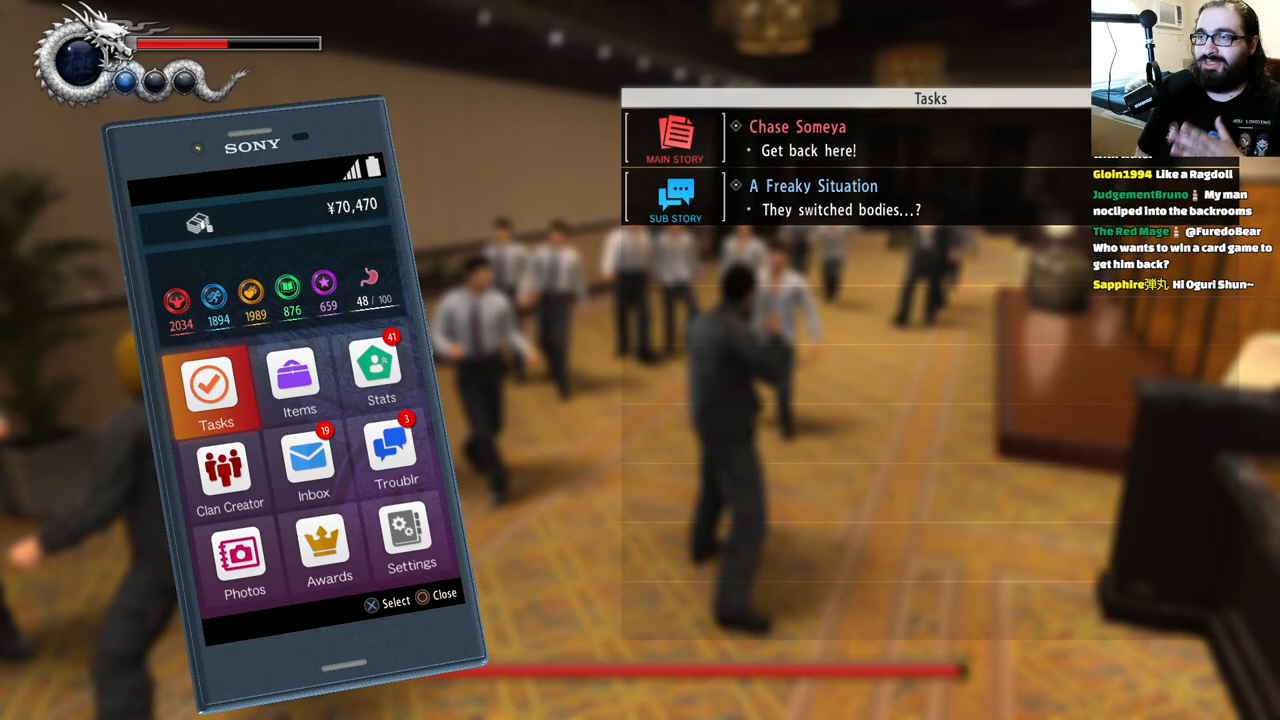 SONY
¥70,470
2034
1894
1989
876
659
48 / 100
Tasks
Items
41
Stats
Clan Creator
19
Inbox
3
Troublr
Photos
Awards
Settings
Select
Close
Tasks
MAIN STORY
Chase Someya
• Get back here!
SUB STORY
A Freaky Situation
• They switched bodies...?
SHURE
Gloin1994 Like a Ragdoll
JudgementBruno My man
nocliped into the backrooms
The Red Mage @FuredoBear
Who wants to win a card game to
get him back?
Sapphire弾丸 Hi Oguri Shun~